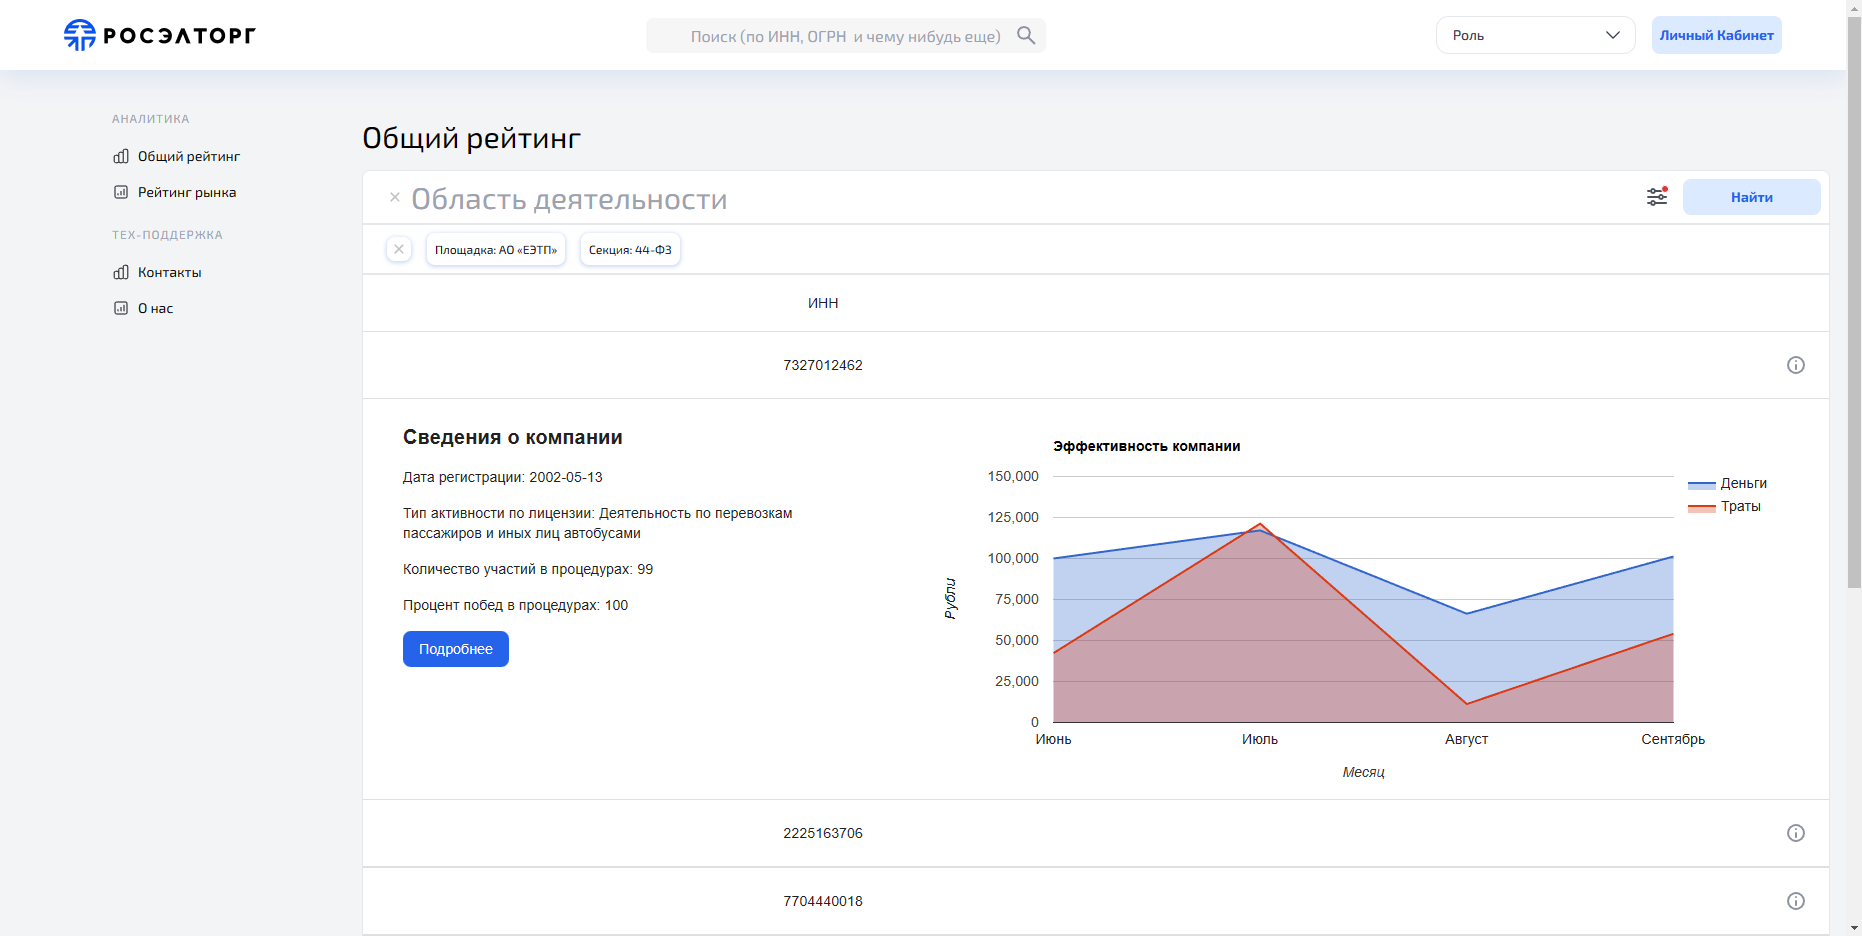 РОСЭЛТОРГ
Поиск (по ИНН, ОГРН и чему нибудь еще)
Роль
Личный Кабинет
АНАЛИТИКА
Общий рейтинг
Рейтинг рынка
ТЕХ-ПОДДЕРЖКА
Контакты
О нас
Общий рейтинг
Область деятельности
Найти
Площадка: АО «ЕЭТП»
Секция: 44-ФЗ
ИНН
7327012462
Сведения о компании
Дата регистрации: 2002-05-13
Тип активности по лицензии: Деятельность по перевозкам
пассажиров и иных лиц автобусами
Количество участий в процедурах: 99
Процент побед в процедурах: 100
Подробнее
Эффективность компании
150,000
125,000
100,000
75,000
50,000
25,000
0
Рубли
Июнь
Июль
Август
Сентябрь
Месяц
Деньги
Траты
2225163706
7704440018